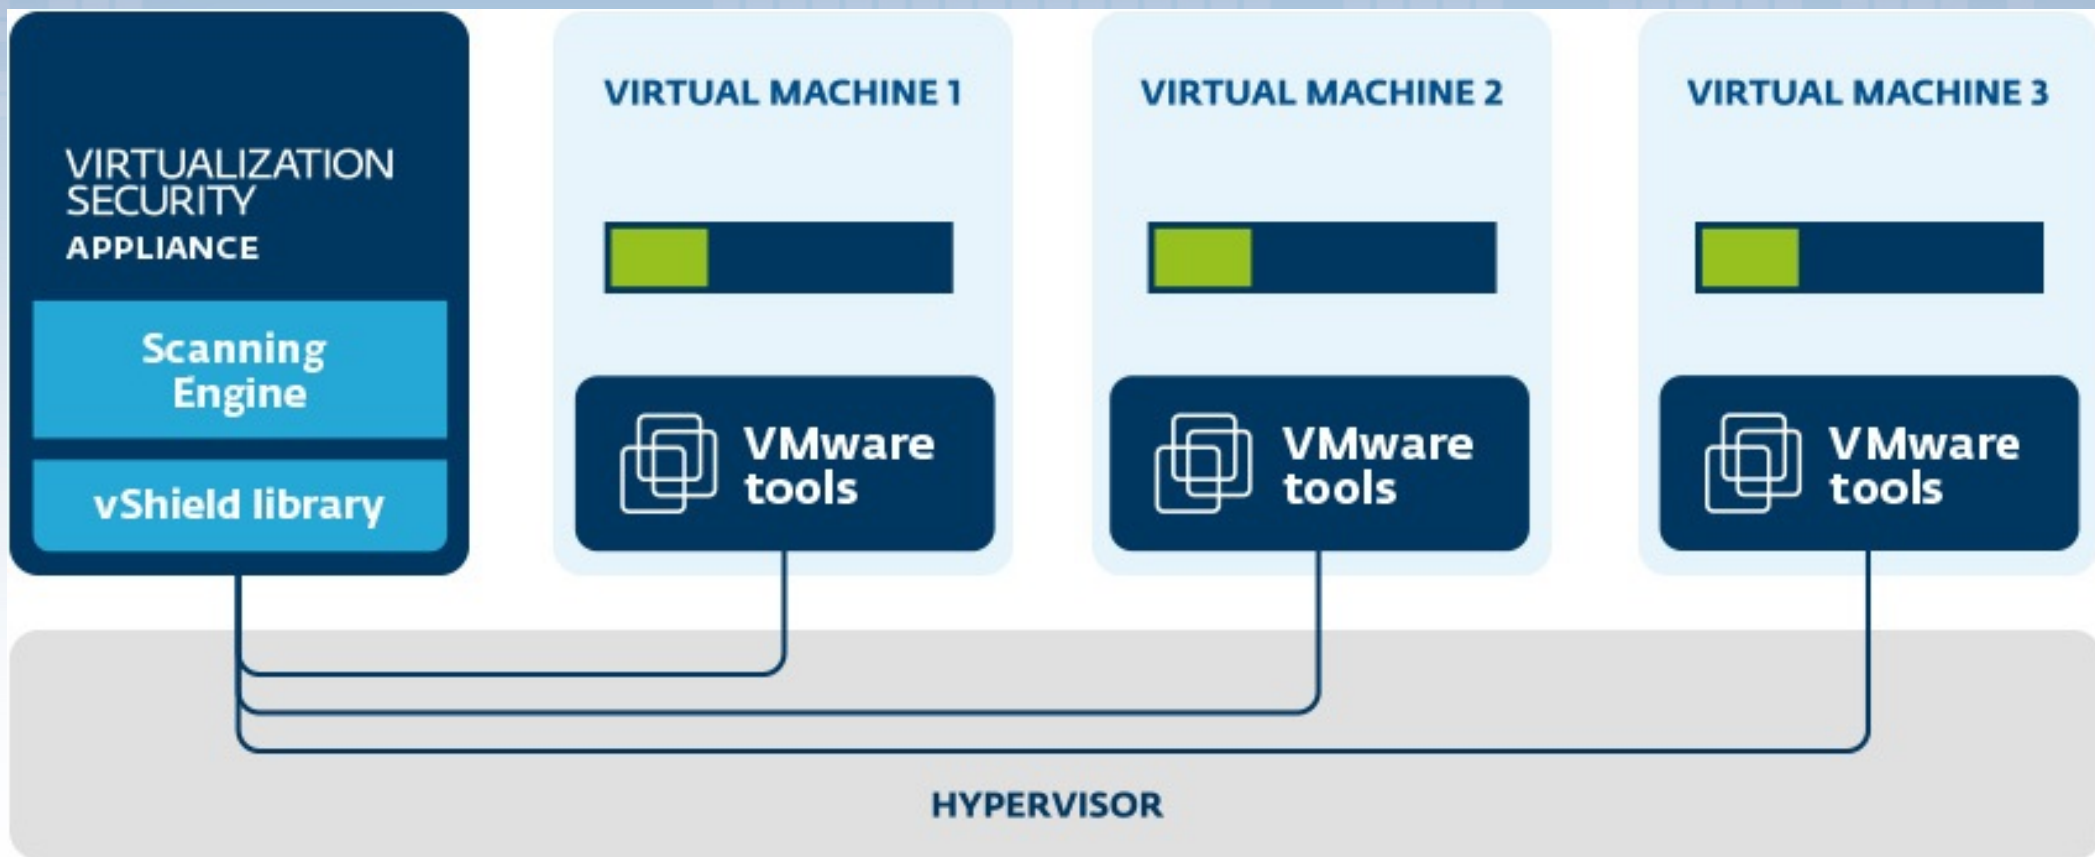 VIRTUALIZATION
SECURITY
APPLIANCE
Scanning
Engine
vShield library
VIRTUAL MACHINE 1
VMware
tools
VIRTUAL MACHINE 2
VMware
tools
VIRTUAL MACHINE 3
VMware
tools
HYPERVISOR